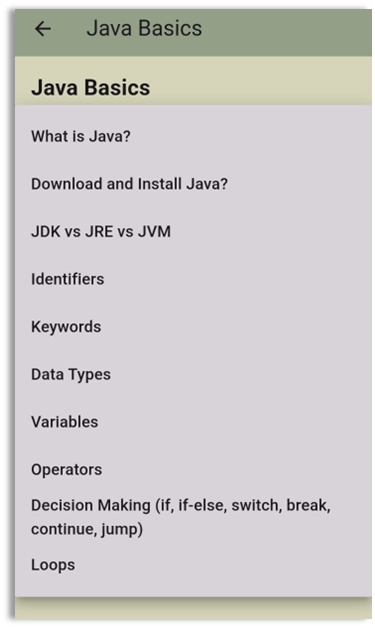 Java Basics
Java Basics
What is Java?
Download and Install Java?
JDK vs JRE vs JVM
Identifiers
Keywords
Data Types
Variables
Operators
Decision Making (if, if-else, switch, break,
continue, jump)
Loops